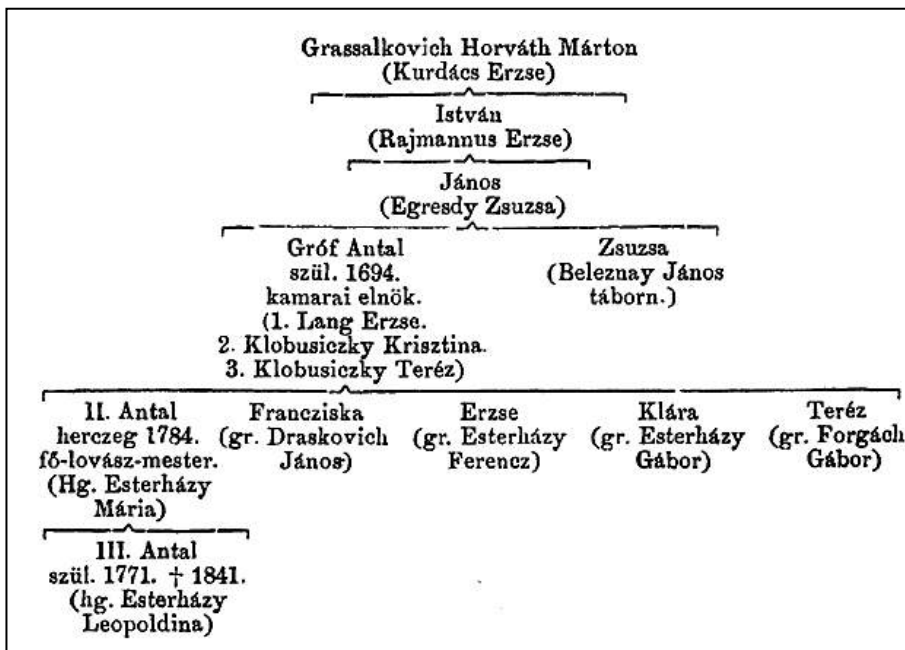 Grassalkovich Horváth Márton
(Kurdács Erzse)
István
(Rajmannus Erzse)
János
(Egresdy Zsuzsa)
Gróf Antal
szül. 1694.
kamarai elnök.
(1. Lang Erzse.
2. Klobusiczky Krisztina.
3. Klobusiczky Teréz)
Zsuzsa
(Beleznay János
táborn.)
II. Antal
herczeg 1784.
fő-lovász-mester.
(Hg. Esterházy
Mária)
Francziska
(gr. Draskovich
János)
Erzse
(gr. Esterházy
Ferencz)
Klára
(gr. Esterházy
Gábor)
Teréz
(gr. Forgách
Gábor)
III. Antal
szül. 1771. † 1841.
(hg. Esterházy
Leopoldina)